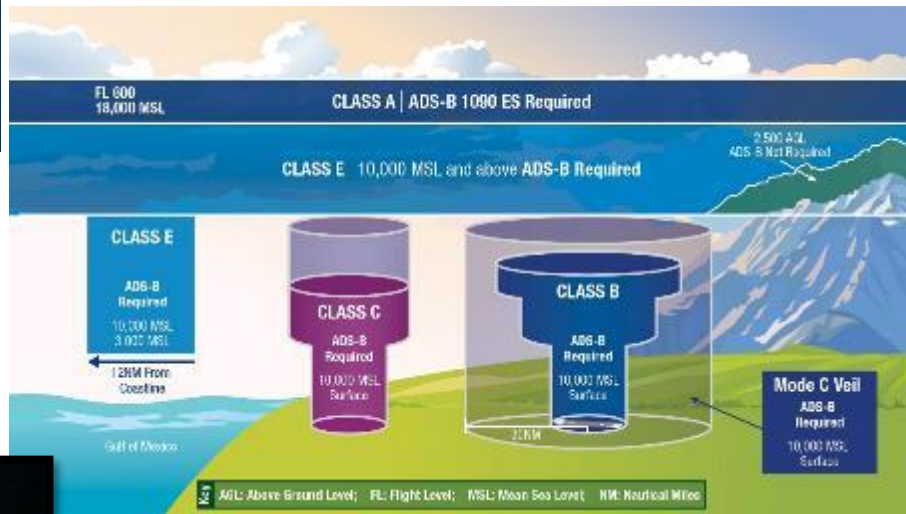 FL 600
18,000 MSL
CLASS A | ADS-B 1090 ES Required
2,500 AGL
ADS-B Not Required
CLASS E 10,000 MSL and above ADS-B Required
CLASS E
ADS-B
Required
10,000 MSL
3,000 MSL
12NM From
Coastline
Gulf of Mexico
CLASS C
ADS-B
Required
10,000 MSL
Surface
CLASS B
ADS-B
Required
10,000 MSL
Surface
30NM
Mode C Veil
ADS-B
Required
10,000 MSL
Surface
Key AGL: Above Ground Level; FL: Flight Level; MSL: Mean Sea Level; NM: Nautical Miles